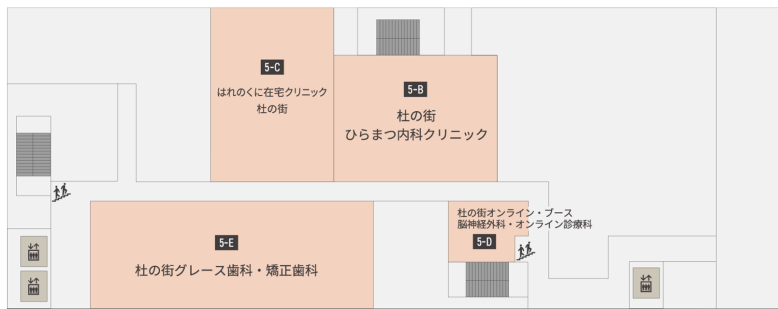 5-C
はれのくに在宅クリニック
杜の街
5-B
杜の街
ひらまつ内科クリニック
杜の街オンライン・ブース
脳神経外科・オンライン診療科
5-D
5-E
杜の街グレース歯科・矯正歯科